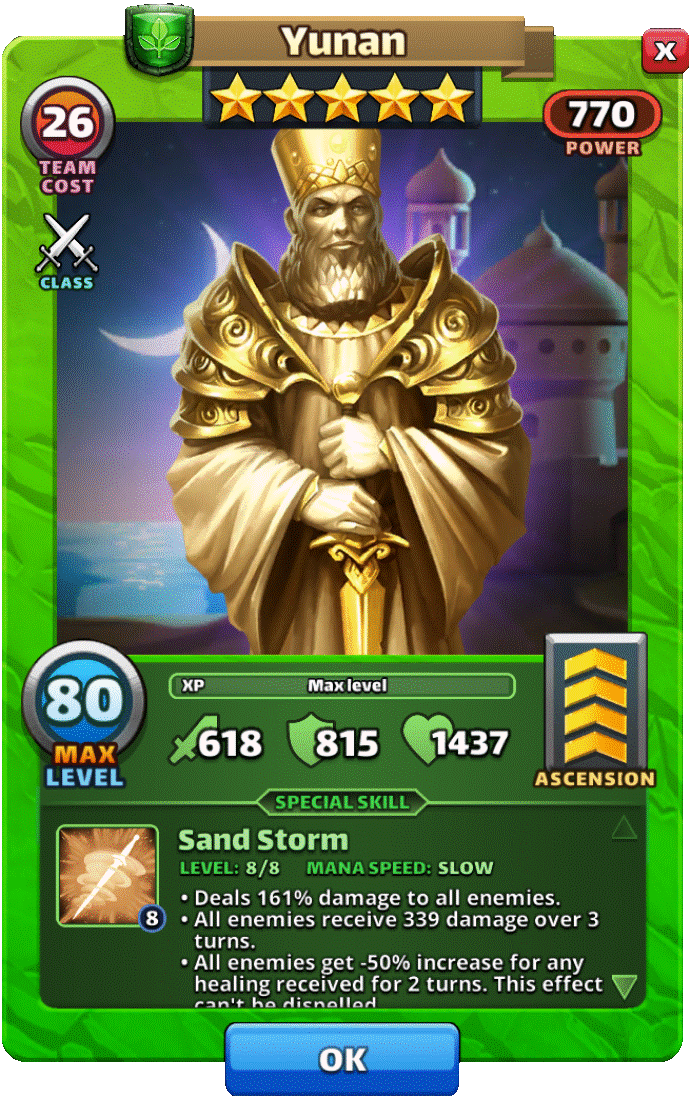 Yunan
26
TEAM
COST
770
POWER
CLASS
80
MAX
LEVEL
XP Max level
618 815 1437
ASCENSION
SPECIAL SKILL
Sand Storm
LEVEL: 8/8 MANA SPEED: SLOW
8
• Deals 161% damage to all enemies.
• All enemies receive 339 damage over 3
turns.
• All enemies get -50% increase for any
healing received for 2 turns. This effect
can't be dispelled
OK